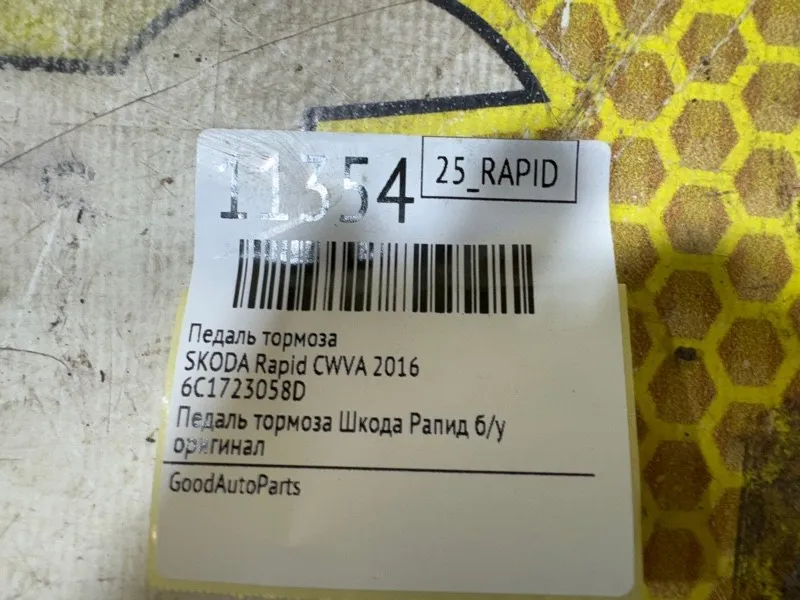 11354
25_RAPID
Педаль тормоза
SKODA Rapid CWVA 2016
6C1723058D
Педаль тормоза Шкода Рапид б/у
оригинал
GoodAutoParts